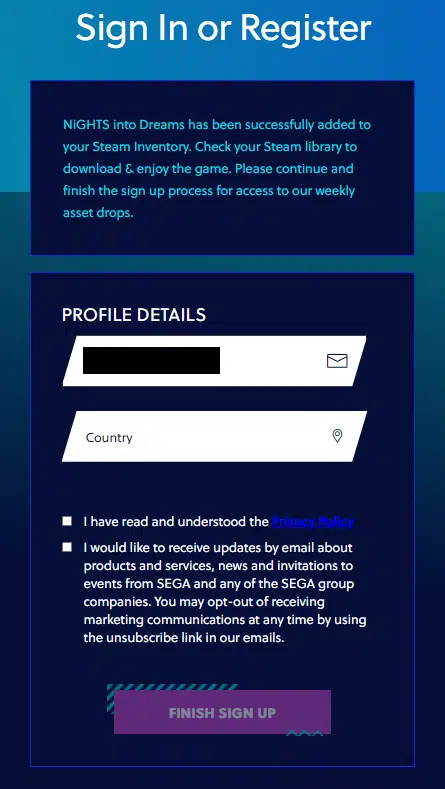 Sign In or Register
NiGHTS into Dreams has been successfully added to
your Steam Inventory. Check your Steam library to
download & enjoy the game. Please continue and
finish the sign up process for access to our weekly
asset drops.
PROFILE DETAILS
Country
I have read and understood the Privacy Policy
I would like to receive updates by email about
products and services, news and invitations to
events from SEGA and any of the SEGA group
companies. You may opt-out of receiving
marketing communications at any time by using
the unsubscribe link in our emails.
FINISH SIGN UP